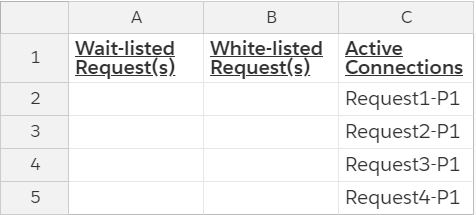 A B C
1 Wait-listed Request(s) White-listed Request(s) Active Connections
2 Request1-P1
3 Request2-P1
4 Request3-P1
5 Request4-P1